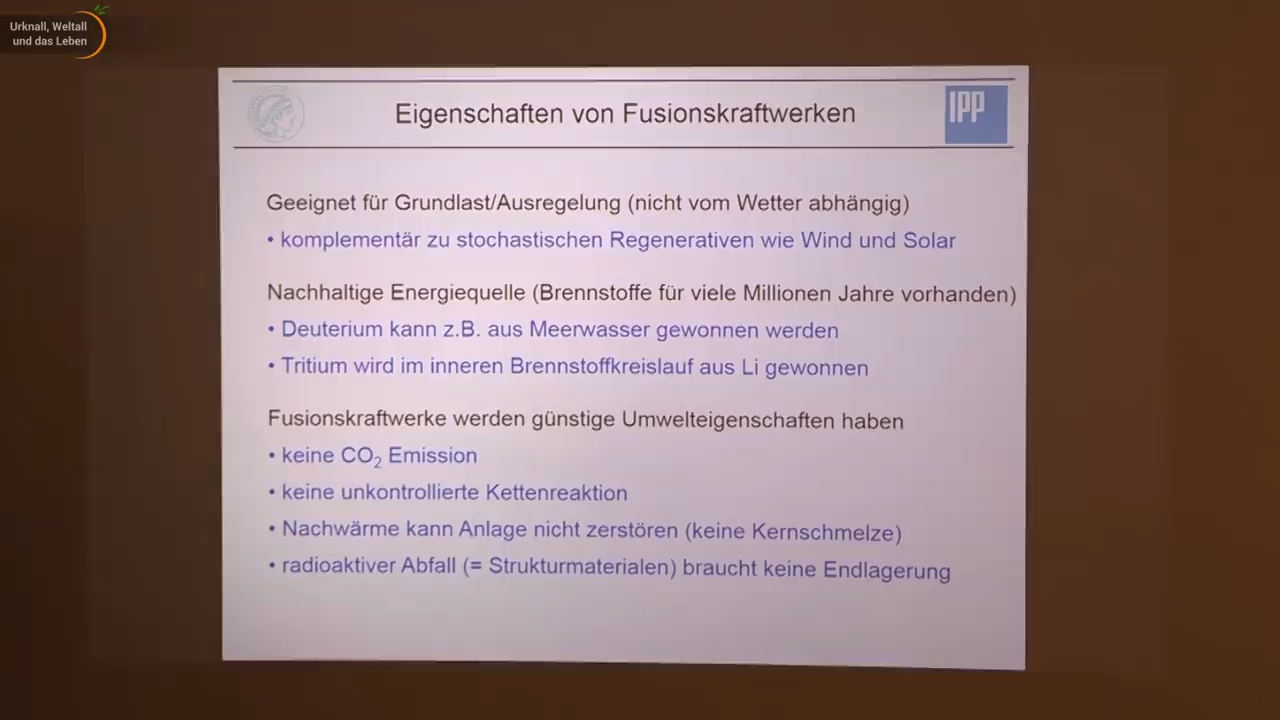 Urknall, Weltall
und das Leben
Eigenschaften von Fusionskraftwerken
IPP
Geeignet für Grundlast/Ausregelung (nicht vom Wetter abhängig)
• komplementär zu stochastischen Regenerativen wie Wind und Solar
Nachhaltige Energiequelle (Brennstoffe für viele Millionen Jahre vorhanden)
• Deuterium kann z.B. aus Meerwasser gewonnen werden
• Tritium wird im inneren Brennstoffkreislauf aus Li gewonnen
Fusionskraftwerke werden günstige Umwelteigenschaften haben
• keine CO₂ Emission
• keine unkontrollierte Kettenreaktion
• Nachwärme kann Anlage nicht zerstören (keine Kernschmelze)
• radioaktiver Abfall (= Strukturmaterialen) braucht keine Endlagerung